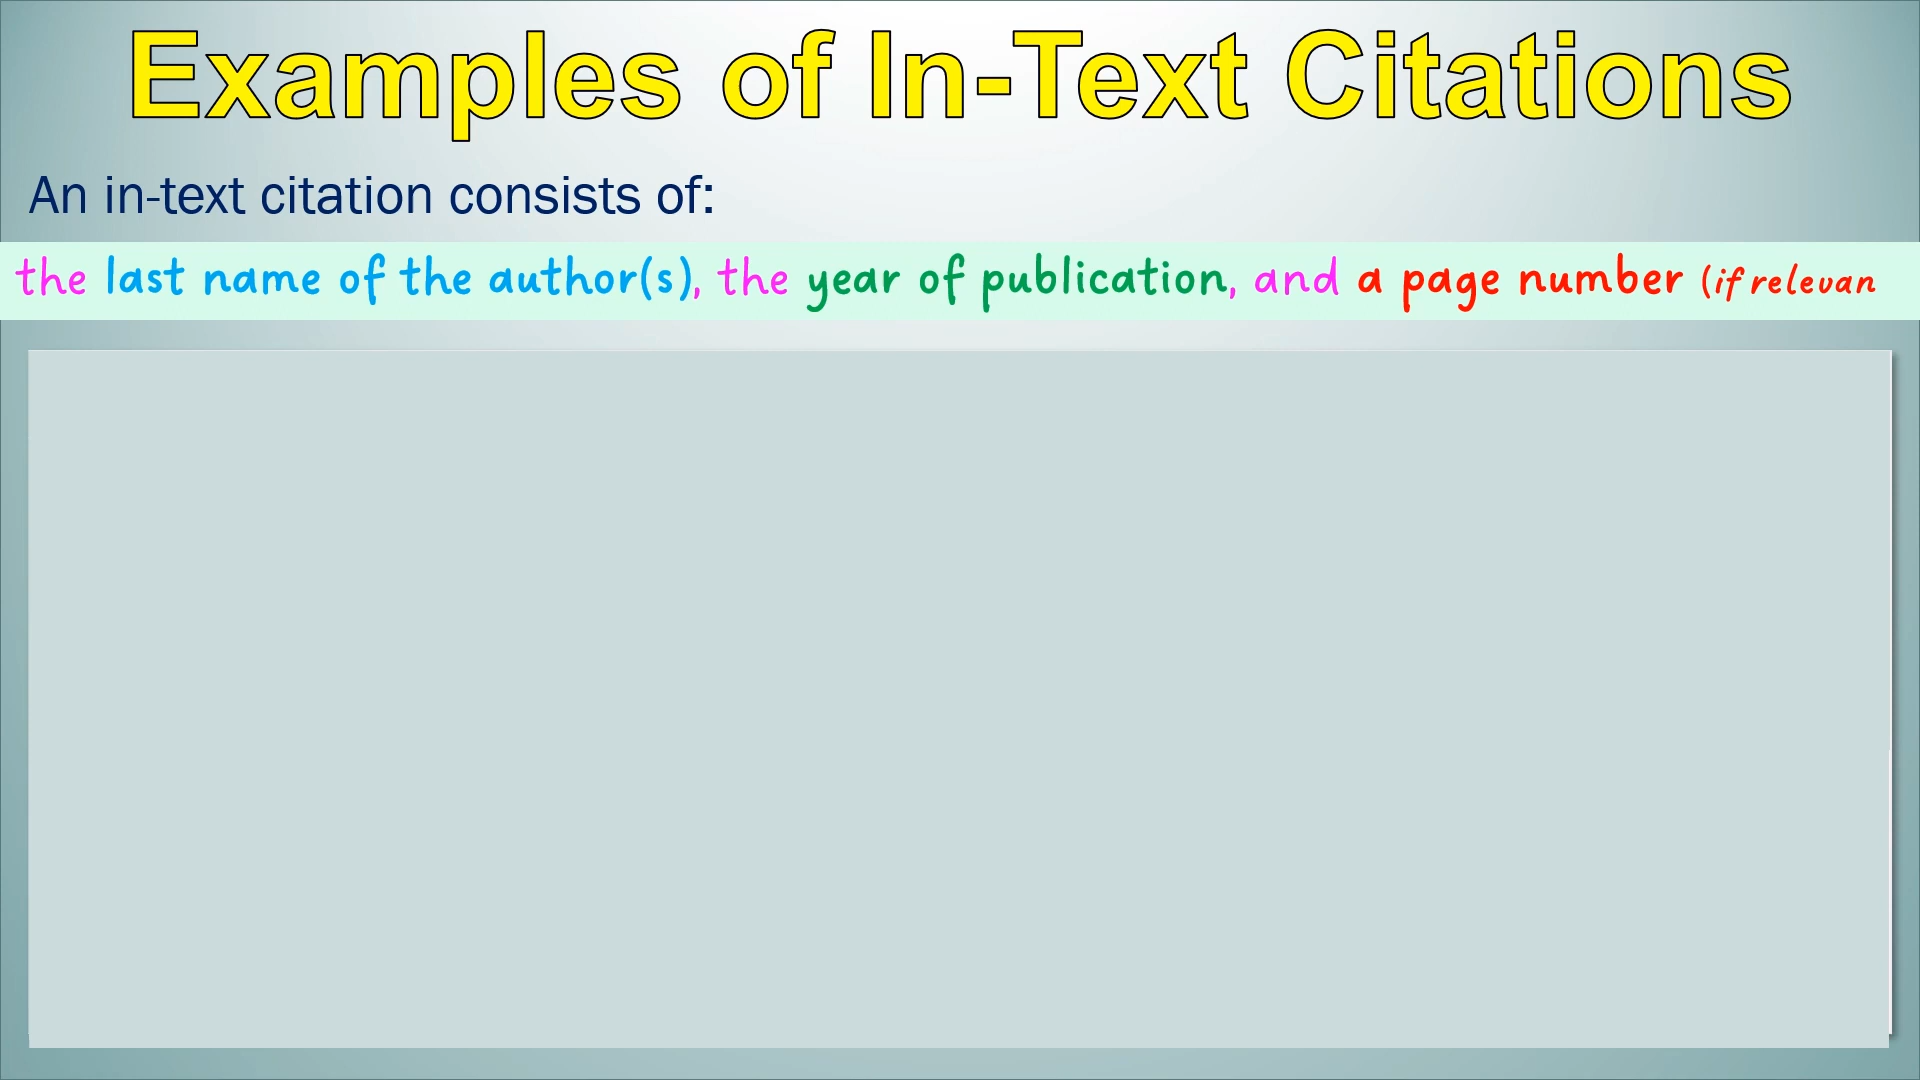 Examples of In-Text Citations
An in-text citation consists of:
the last name of the author(s), the year of publication, and a page number (if relevan